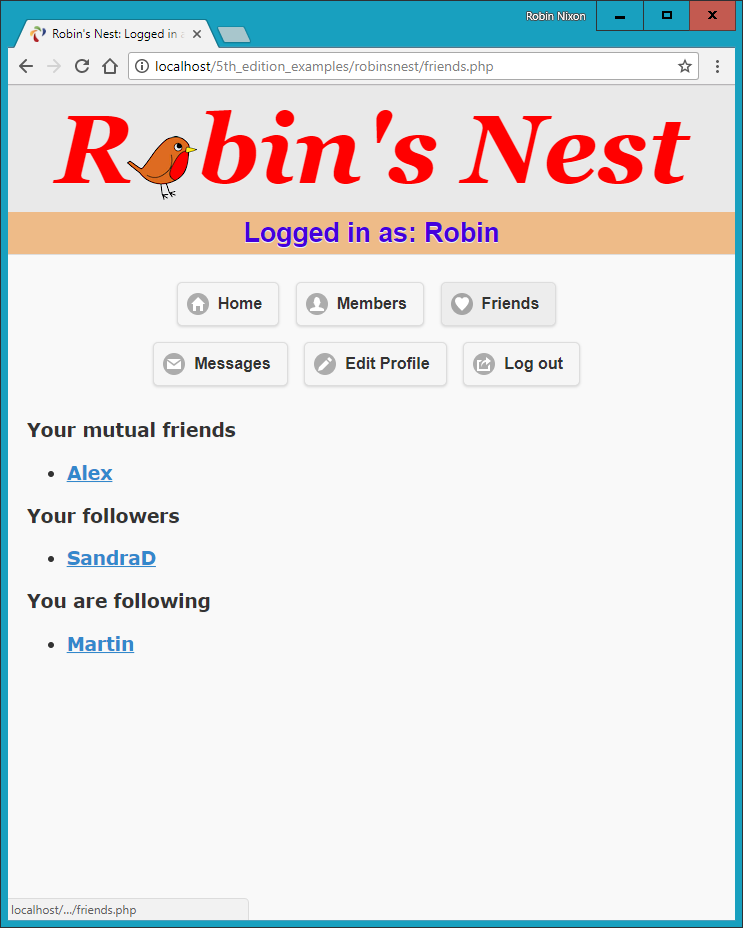 Robin Nixon
Robin's Nest: Logged in a
localhost/5th_edition_examples/robinsnest/friends.php
R bin's Nest
Logged in as: Robin
Home Members Friends
Messages Edit Profile Log out
Your mutual friends
• Alex
Your followers
• SandraD
You are following
• Martin
localhost/.../friends.php